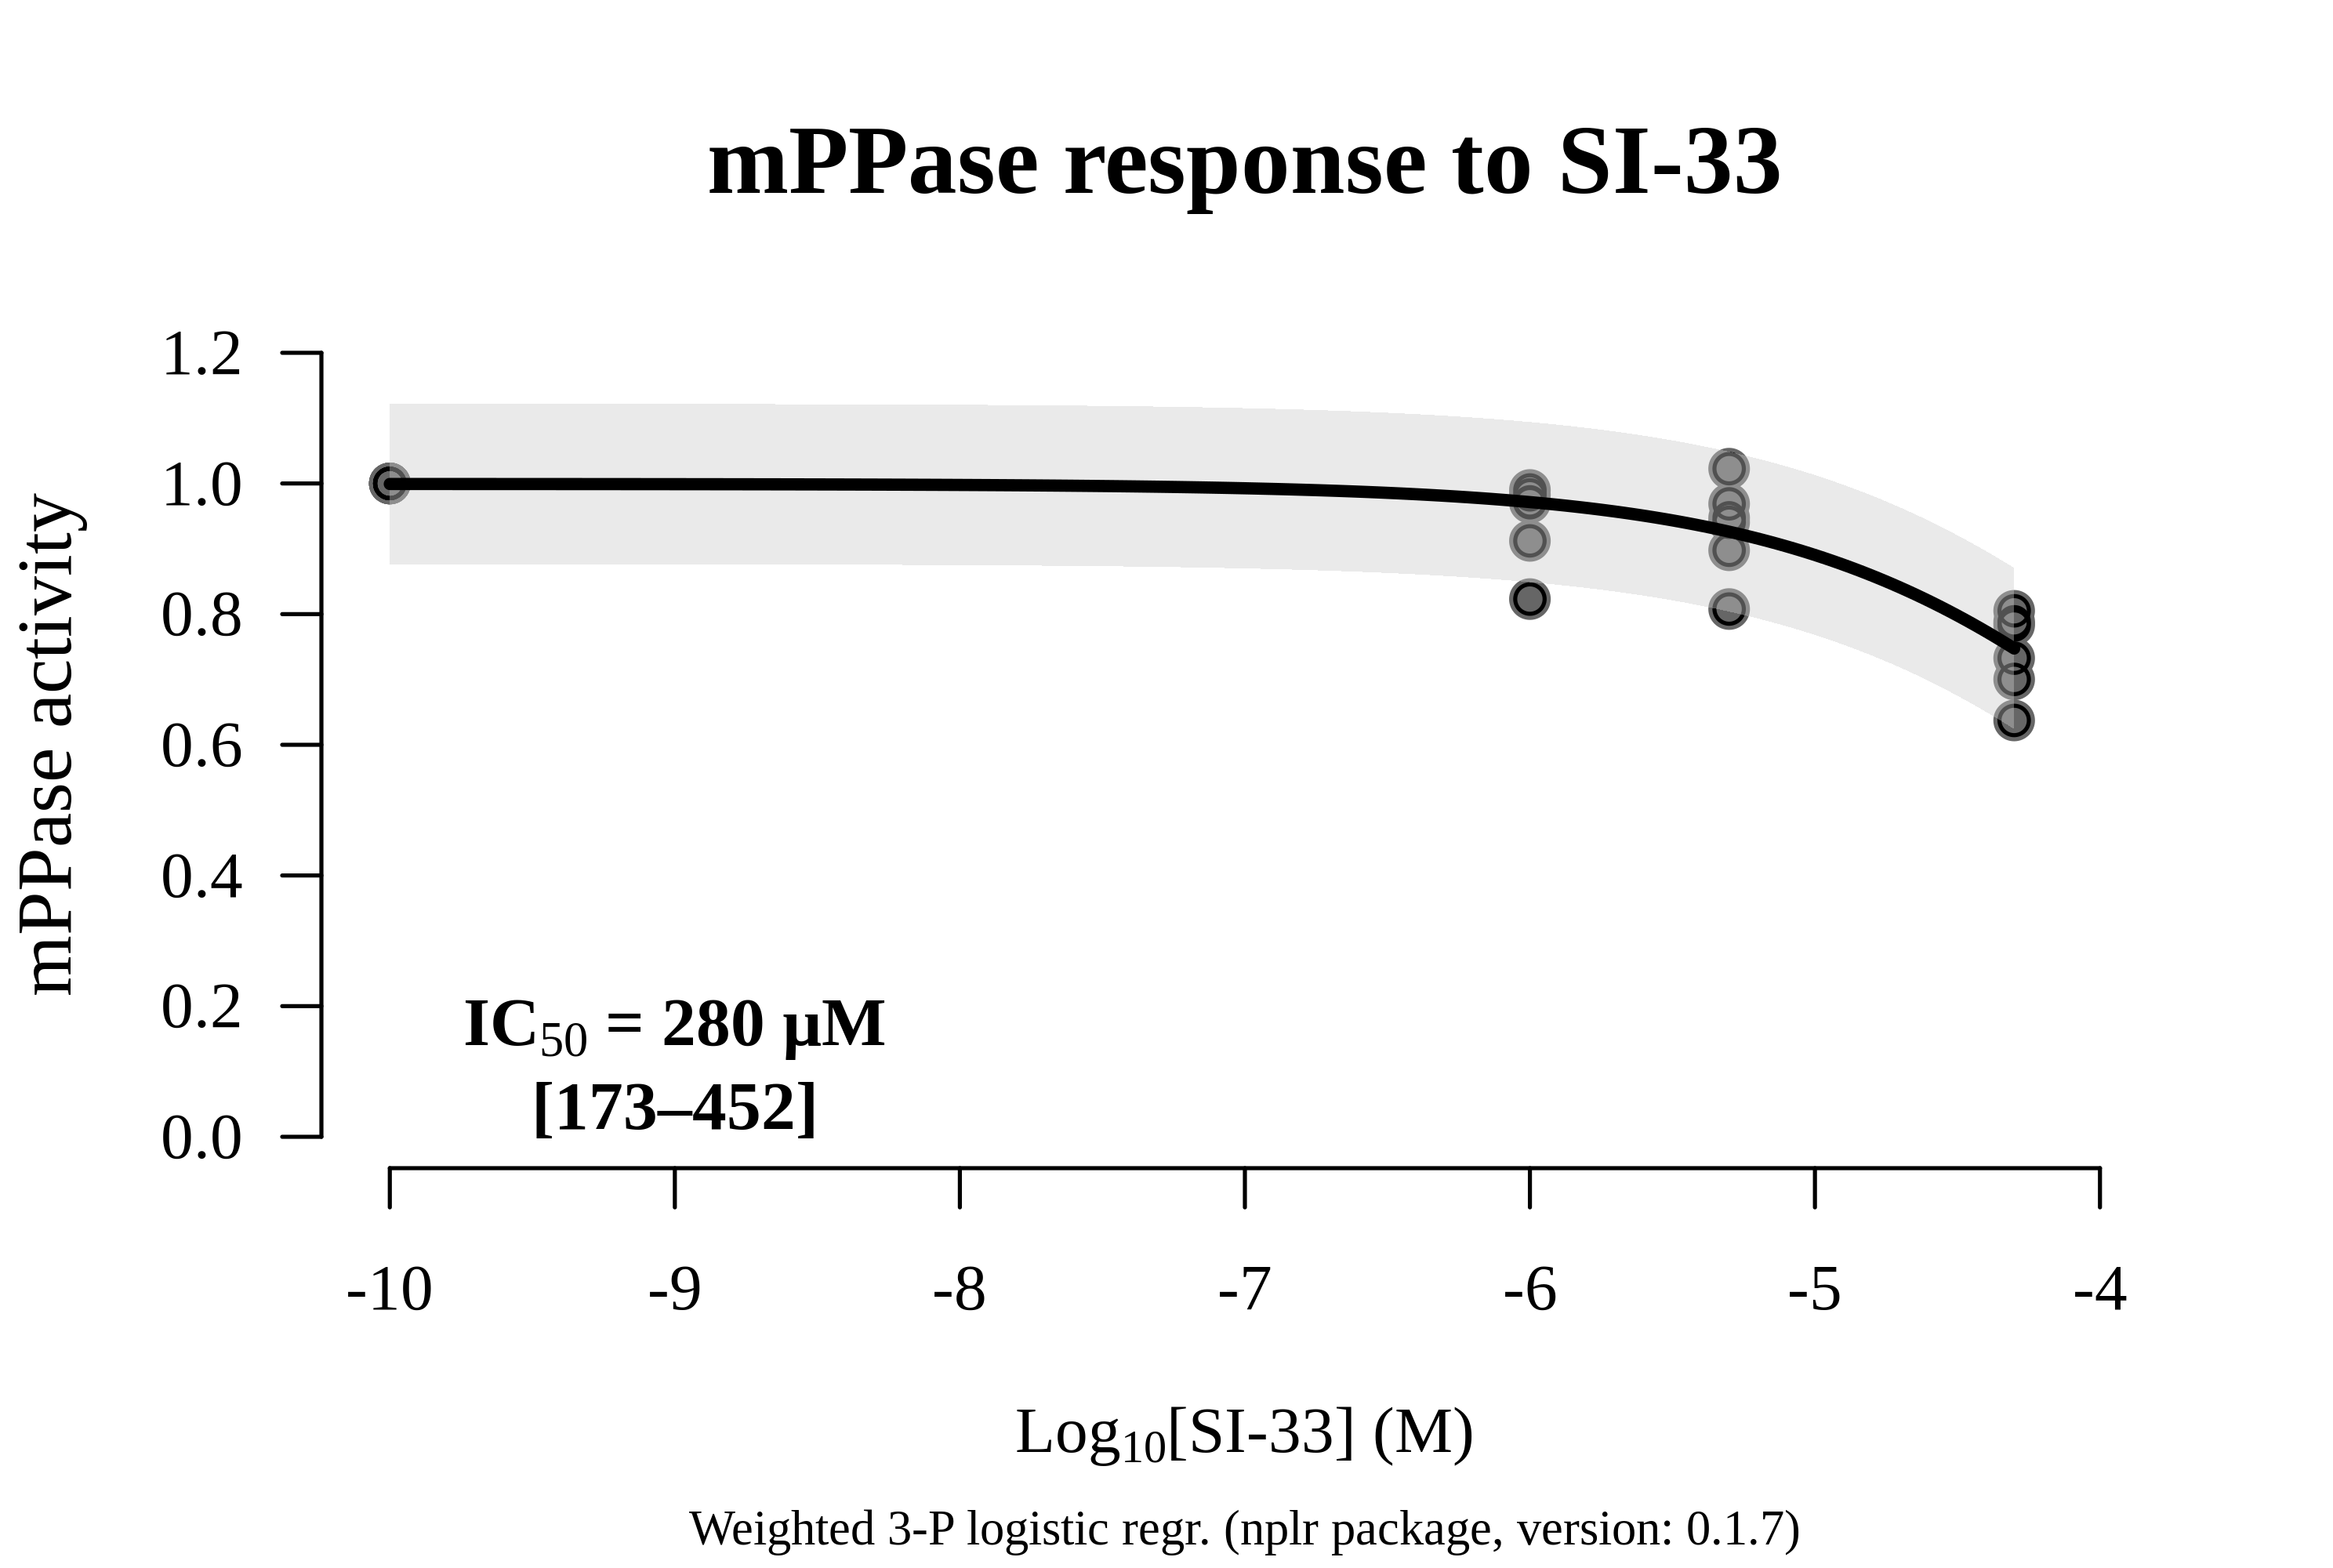 mPPase response to SI-33
mPPase activity
1.2
1.0
0.8
0.6
0.4
0.2
0.0
IC50 = 280 µM
[173–452]
-10 -9 -8 -7 -6 -5 -4
Log10[SI-33] (M)
Weighted 3-P logistic regr. (nplr package, version: 0.1.7)